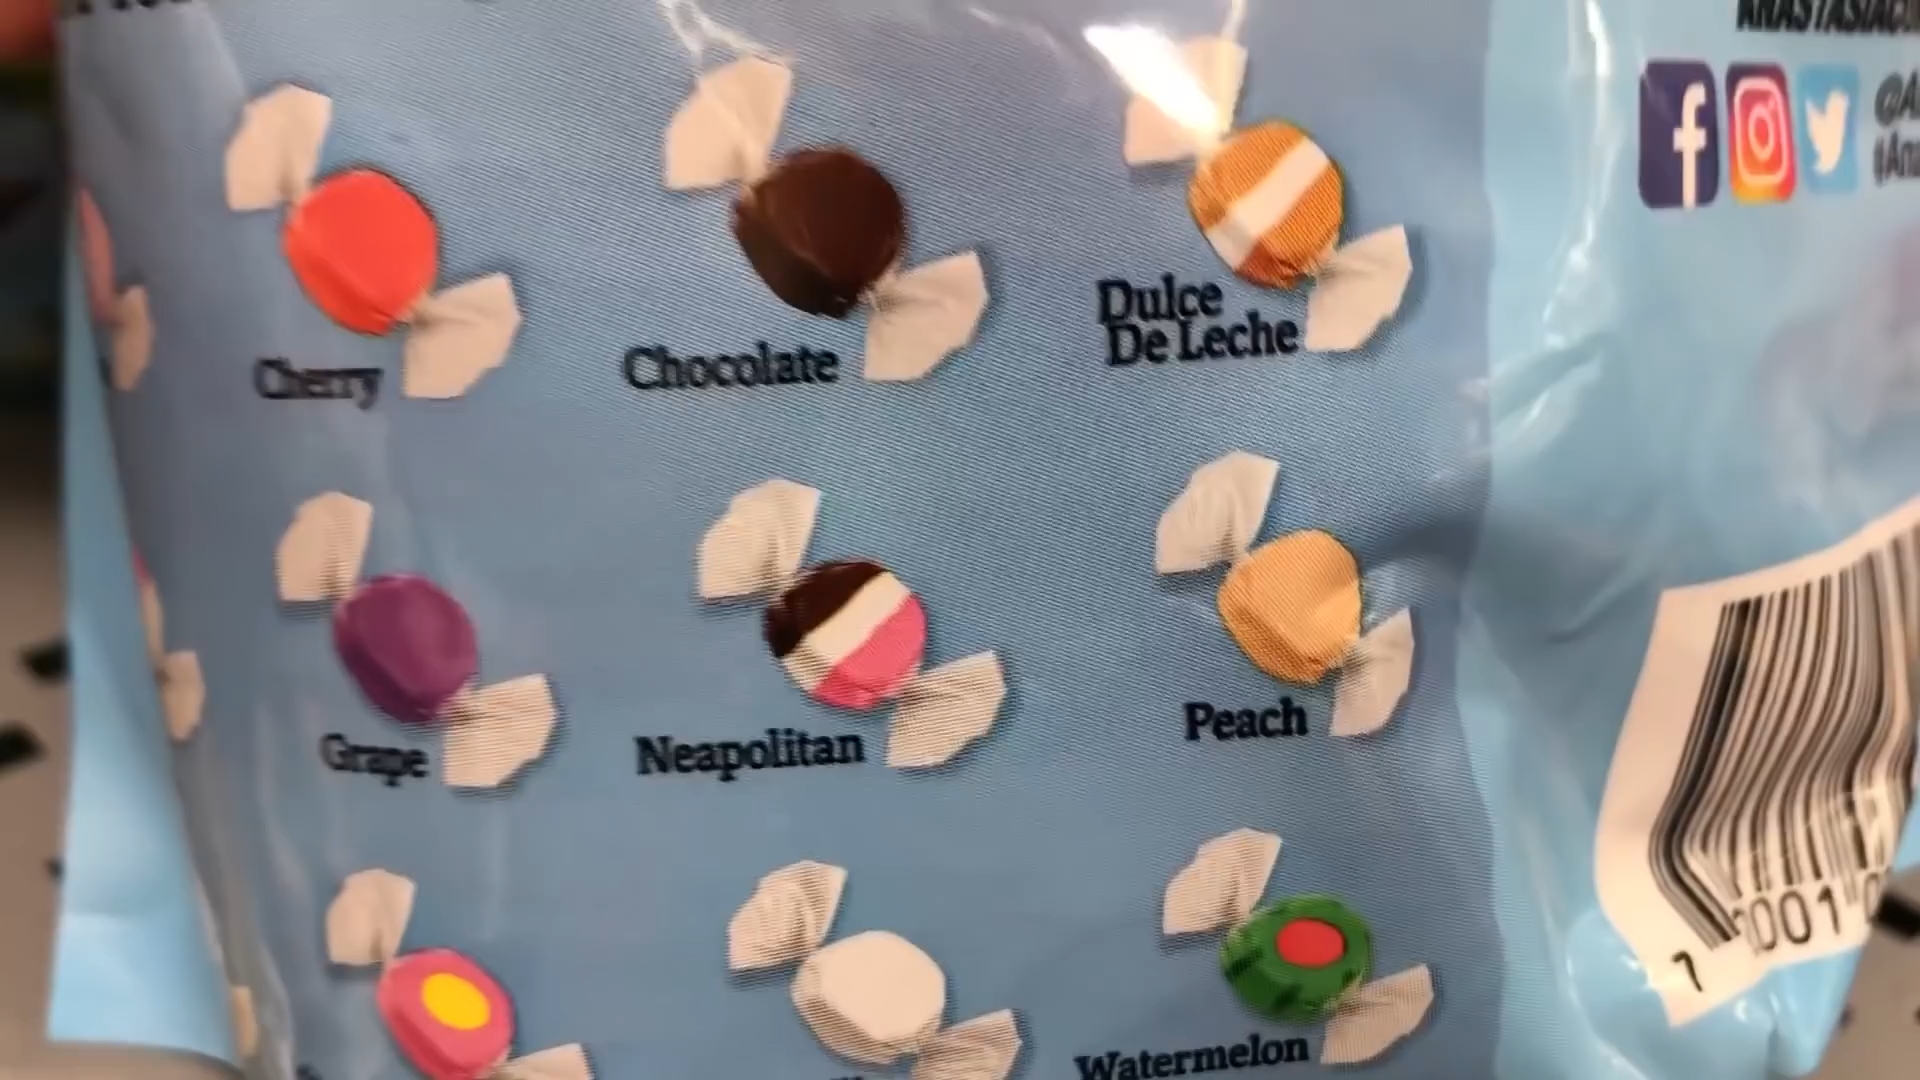 Cherry
Chocolate
Dulce
De Leche
Grape
Neapolitan
Peach
Watermelon